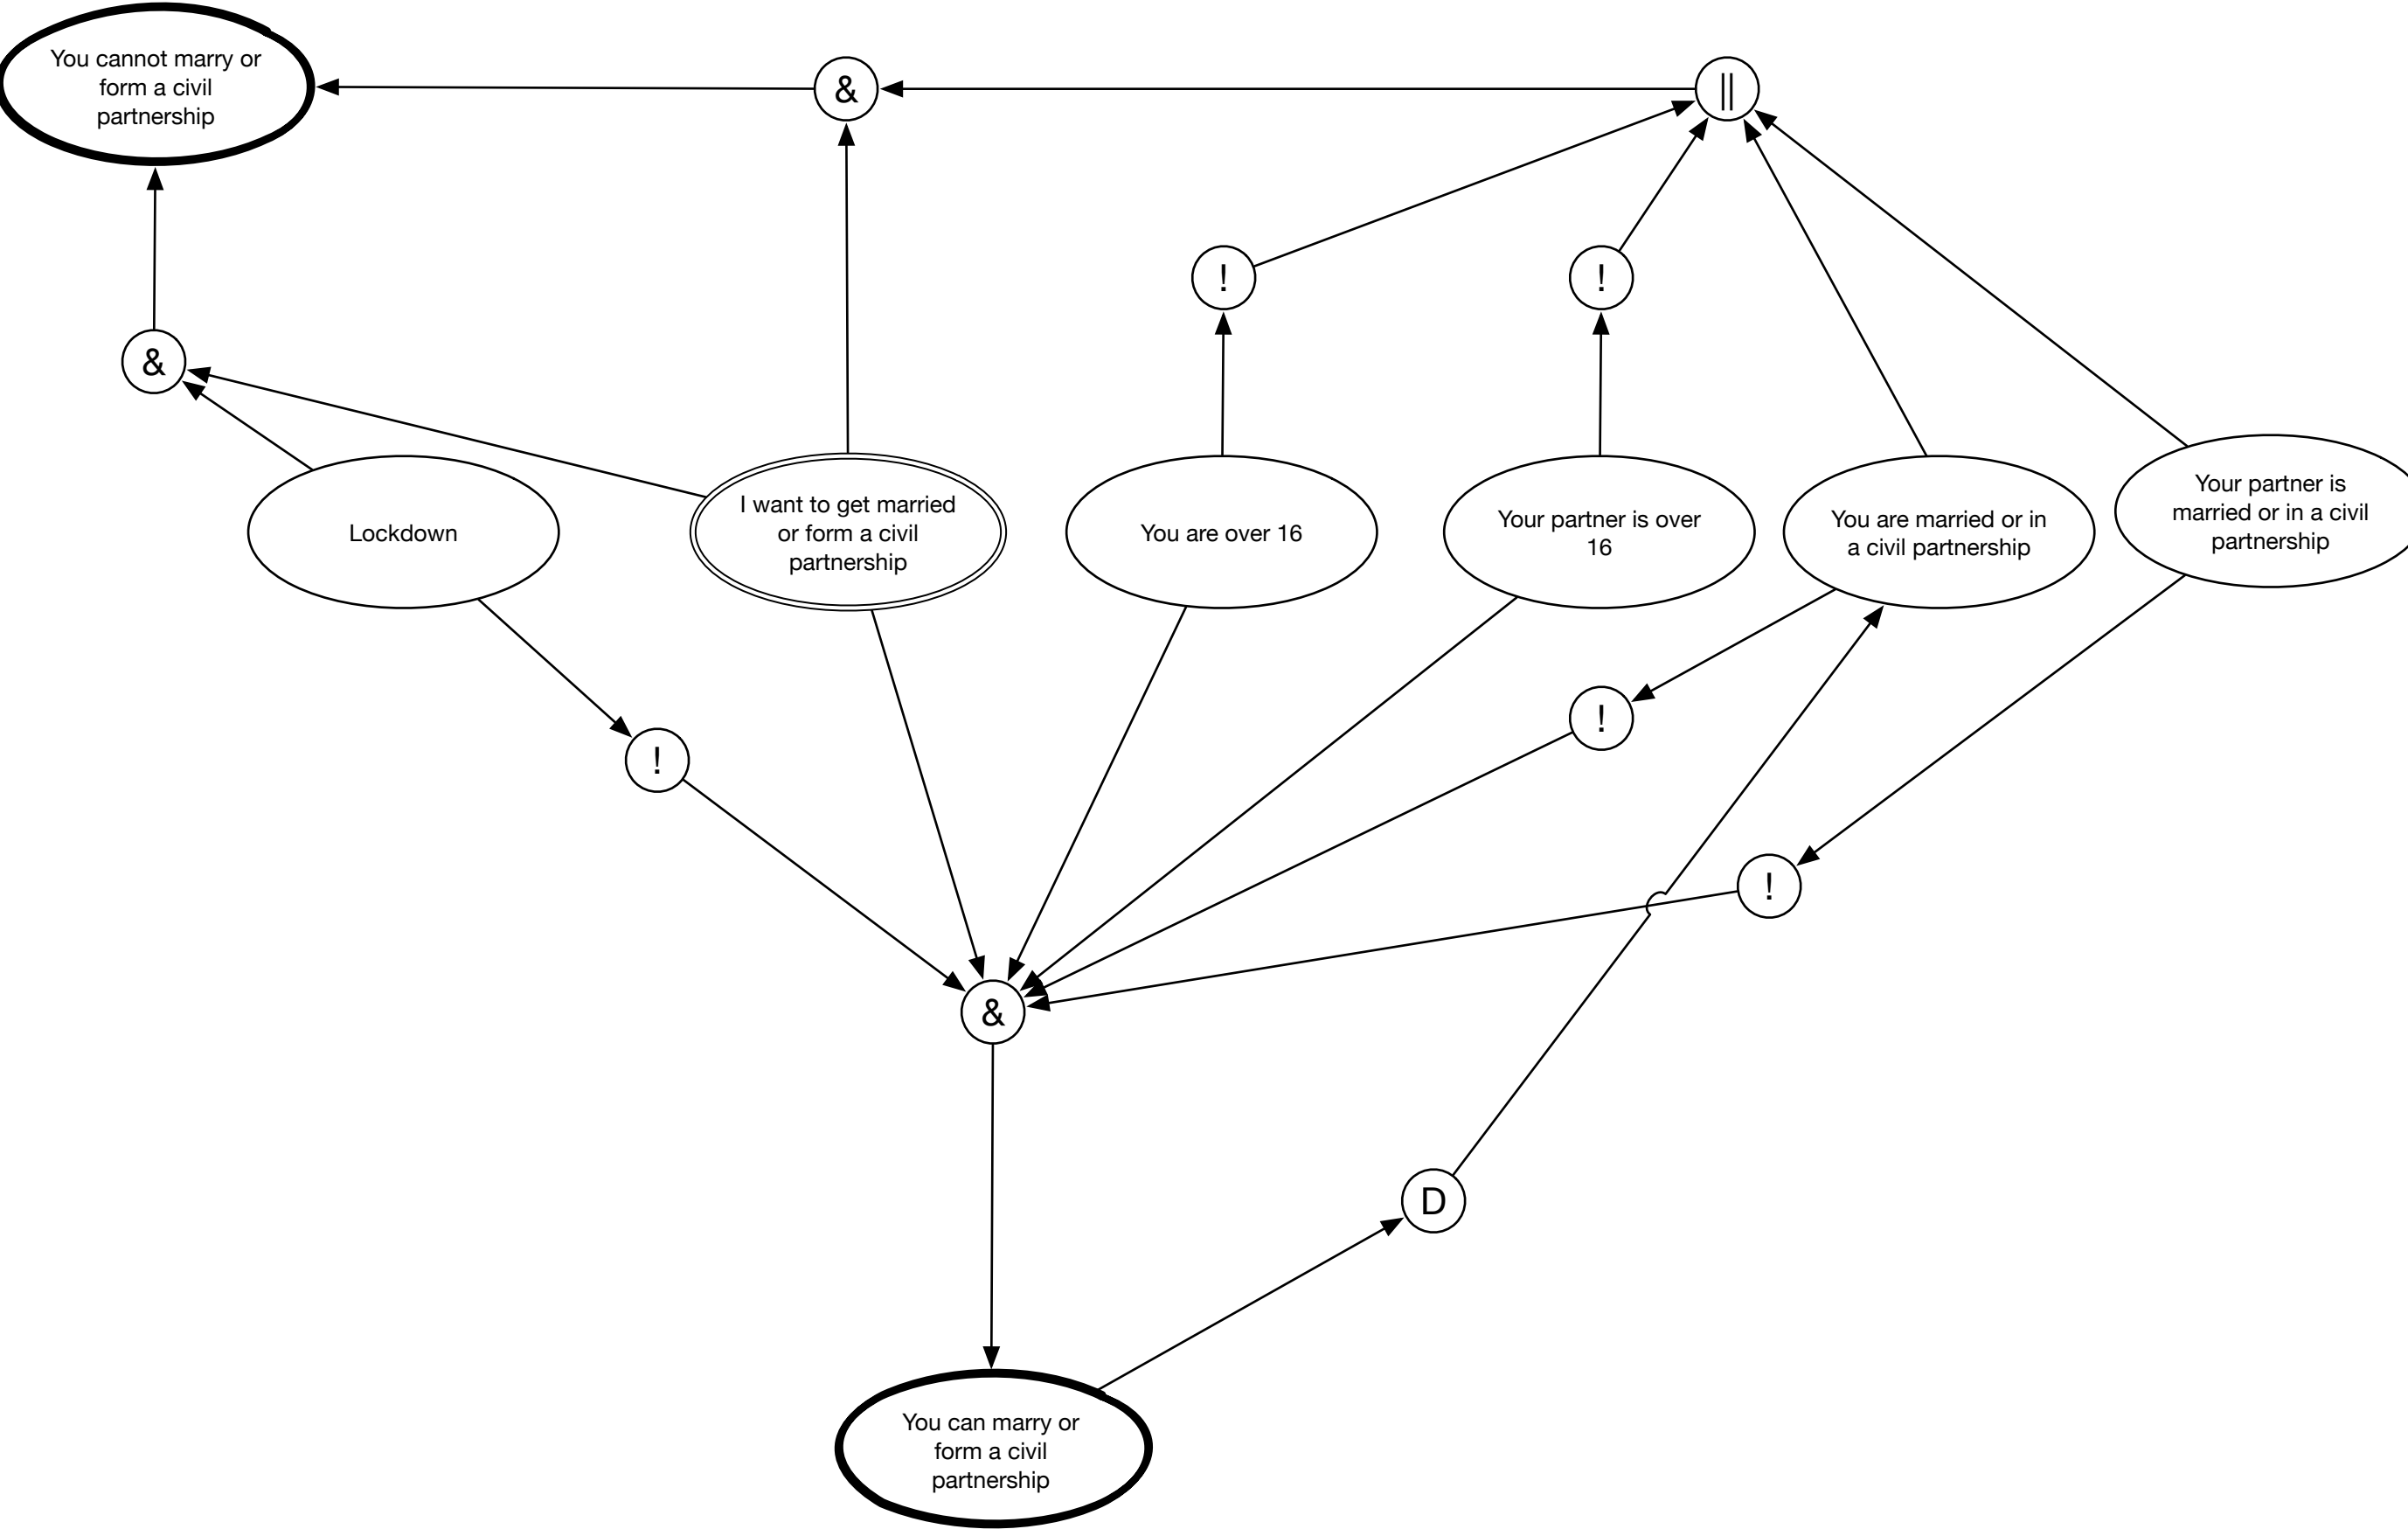 You cannot marry or
form a civil
partnership
&
||
!
!
&
Lockdown
I want to get married
or form a civil
partnership
You are over 16
Your partner is over
16
You are married or in
a civil partnership
Your partner is
married or in a civil
partnership
!
!
!
&
D
You can marry or
form a civil
partnership